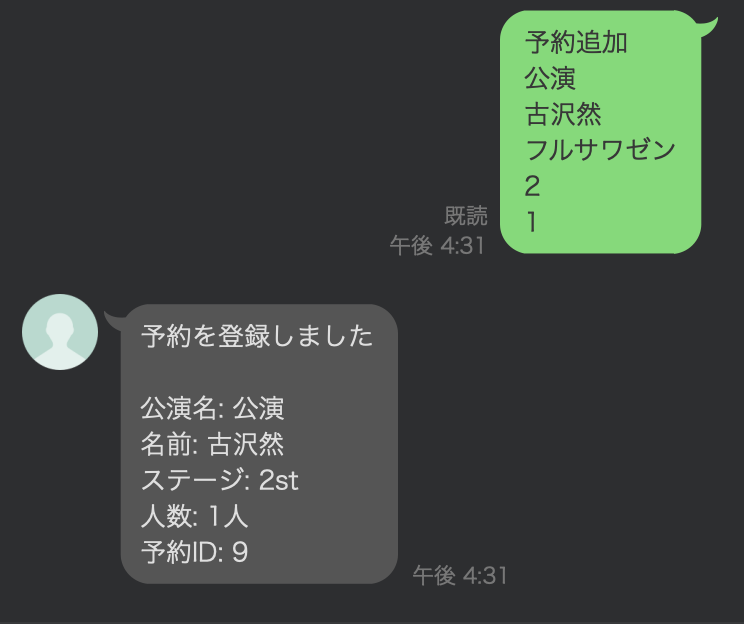 予約追加
公演
古沢然
フルサワゼン
2
1
既読
午後 4:31
予約を登録しました
公演名: 公演
名前: 古沢然
ステージ: 2st
人数: 1人
予約ID: 9
午後 4:31